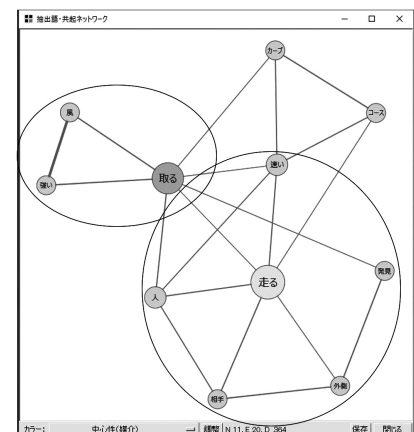 抽出語・共起ネットワーク
カーブ
風
コース
速い
強い
取る
発見
走る
人
外側
相手
カラー: 中心性(媒介) 調整 N 11, E 20, D .364 保存 閉じる